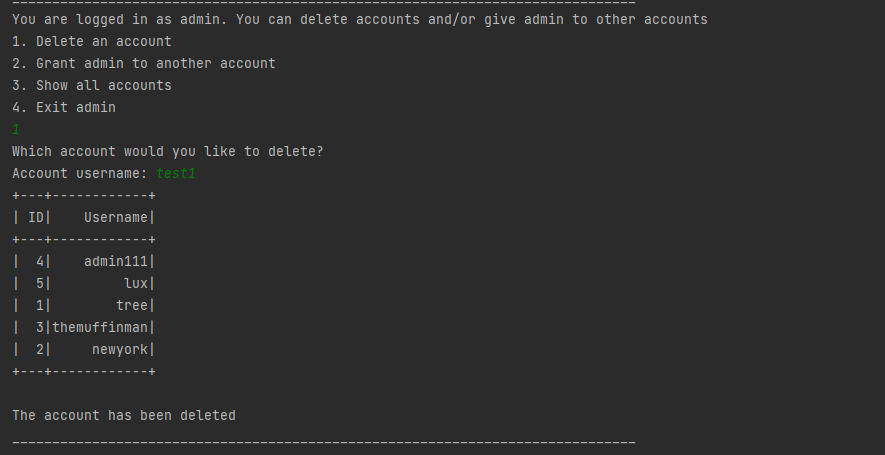 ________________________________________________________________________________
You are logged in as admin. You can delete accounts and/or give admin to other accounts
1. Delete an account
2. Grant admin to another account
3. Show all accounts
4. Exit admin
1
Which account would you like to delete?
Account username: test1
+---+------------+
| ID|    Username|
+---+------------+
|  4|    admin111|
|  5|         lux|
|  1|        tree|
|  3|themuffinman|
|  2|     newyork|
+---+------------+
The account has been deleted
________________________________________________________________________________